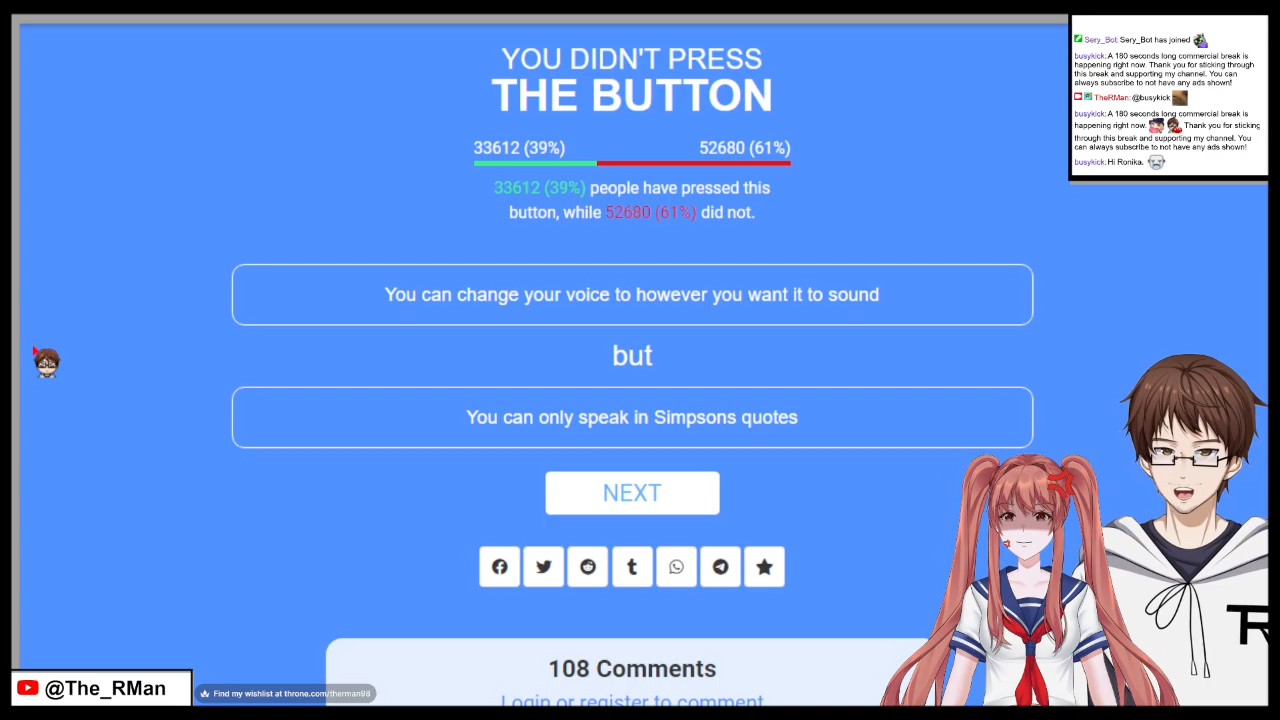 YOU DIDN'T PRESS
THE BUTTON
33612 (39%) 52680 (61%)
33612 (39%) people have pressed this
button, while 52680 (61%) did not.
You can change your voice to however you want it to sound
but
You can only speak in Simpsons quotes
NEXT
108 Comments
Login or register to comment
Sery_Bot: Sery_Bot has joined
busykick: A 180 seconds long commercial break is
happening right now. Thank you for sticking through
this break and supporting my channel. You can
always subscribe to not have any ads shown!
TheRMan: @busykick
busykick: A 180 seconds long commercial break is
happening right now. Thank you for sticking
through this break and supporting my channel. You
can always subscribe to not have any ads shown!
busykick: Hi Ronika.
@The_RMan
Find my wishlist at throne.com/therman98